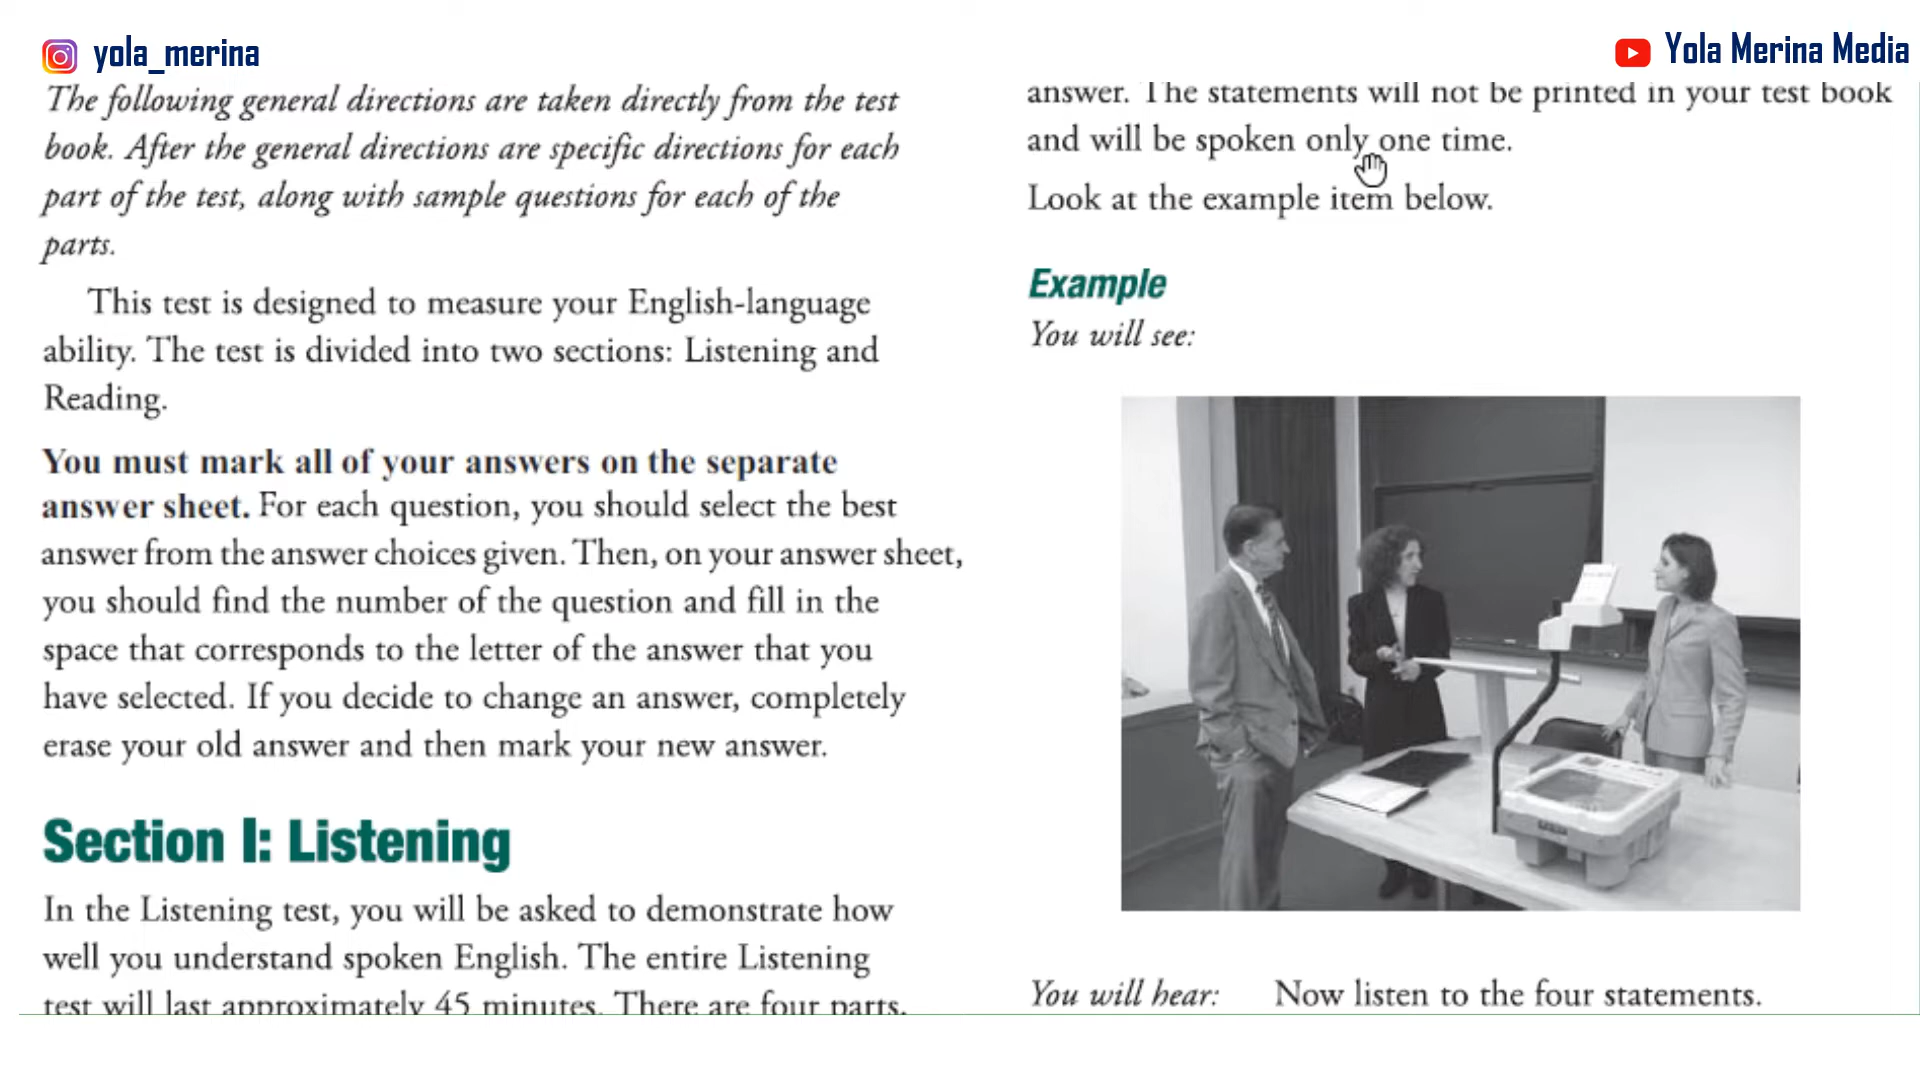 yola_merina
Yola Merina Media
The following general directions are taken directly from the test
book. After the general directions are specific directions for each
part of the test, along with sample questions for each of the
parts.
This test is designed to measure your English-language
ability. The test is divided into two sections: Listening and
Reading.
You must mark all of your answers on the separate
answer sheet. For each question, you should select the best
answer from the answer choices given. Then, on your answer sheet,
you should find the number of the question and fill in the
space that corresponds to the letter of the answer that you
have selected. If you decide to change an answer, completely
erase your old answer and then mark your new answer.
Section I: Listening
In the Listening test, you will be asked to demonstrate how
well you understand spoken English. The entire Listening
test will last approximately 45 minutes. There are four parts,
answer. The statements will not be printed in your test book
and will be spoken only one time.
Look at the example item below.
Example
You will see:
You will hear: Now listen to the four statements.